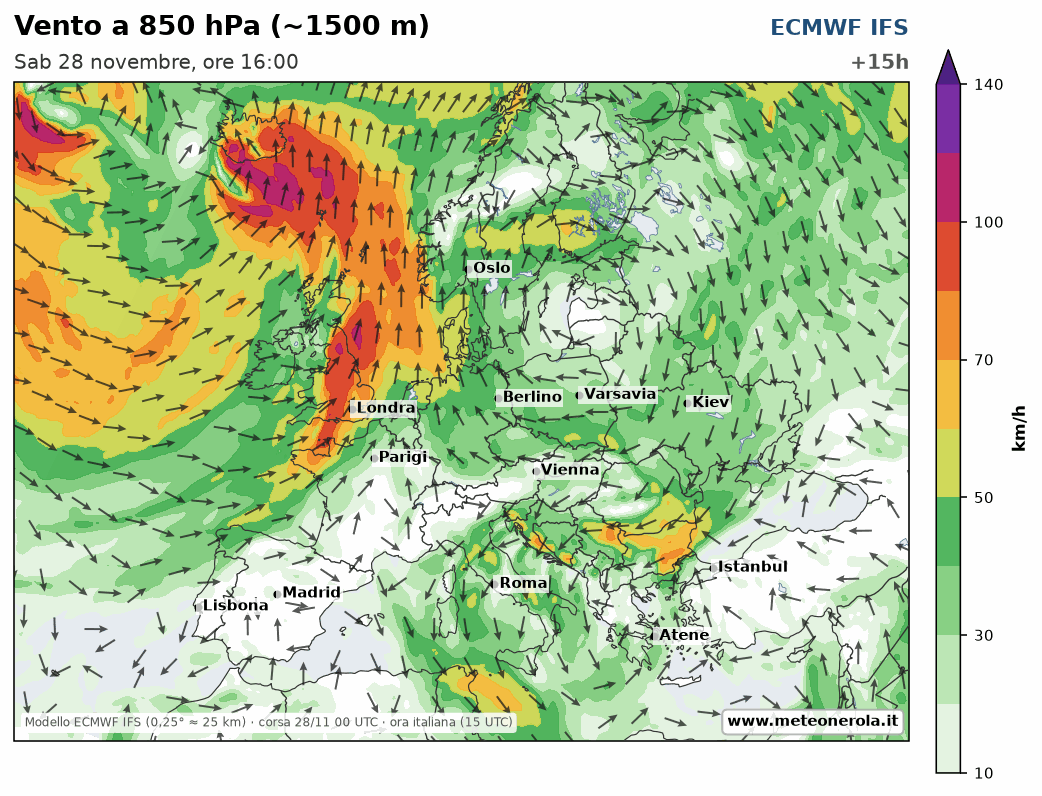 Vento a 850 hPa (~1500 m)
ECMWF IFS
Sab 28 novembre, ore 16:00
+15h
140
100
70
50
30
10
km/h
Oslo
Londra
Berlino
Varsavia
Kiev
Parigi
Vienna
Istanbul
Roma
Madrid
Lisbona
Atene
Modello ECMWF IFS (0,25° ≈ 25 km) · corsa 28/11 00 UTC · ora italiana (15 UTC)
www.meteonerola.it